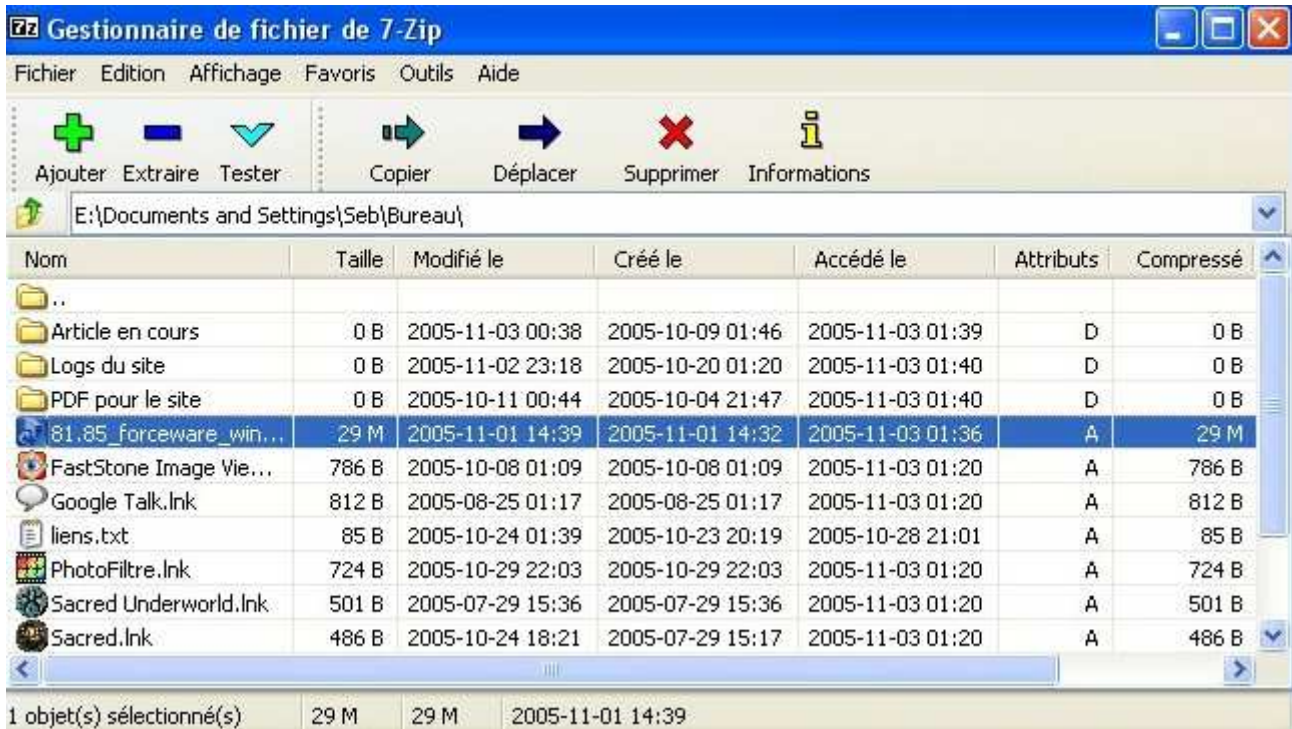 7z Gestionnaire de fichier de 7-Zip
Fichier Edition Affichage Favoris Outils Aide
Ajouter Extraire Tester Copier Déplacer Supprimer Informations
E:\Documents and Settings\Seb\Bureau\
Nom Taille Modifié le Créé le Accédé le Attributs Compressé
..
Article en cours 0 B 2005-11-03 00:38 2005-10-09 01:46 2005-11-03 01:39 D 0 B
Logs du site 0 B 2005-11-02 23:18 2005-10-20 01:20 2005-11-03 01:40 D 0 B
PDF pour le site 0 B 2005-10-11 00:44 2005-10-04 21:47 2005-11-03 01:40 D 0 B
81.85_forceware_win... 29 M 2005-11-01 14:39 2005-11-01 14:32 2005-11-03 01:36 A 29 M
FastStone Image Vie... 786 B 2005-10-08 01:09 2005-10-08 01:09 2005-11-03 01:20 A 786 B
Google Talk.lnk 812 B 2005-08-25 01:17 2005-08-25 01:17 2005-11-03 01:20 A 812 B
liens.txt 85 B 2005-10-24 01:39 2005-10-23 20:19 2005-10-28 21:01 A 85 B
PhotoFiltre.lnk 724 B 2005-10-29 22:03 2005-10-29 22:03 2005-11-03 01:20 A 724 B
Sacred Underworld.lnk 501 B 2005-07-29 15:36 2005-07-29 15:36 2005-11-03 01:20 A 501 B
Sacred.lnk 486 B 2005-10-24 18:21 2005-07-29 15:17 2005-11-03 01:20 A 486 B
1 objet(s) sélectionné(s) 29 M 29 M 2005-11-01 14:39